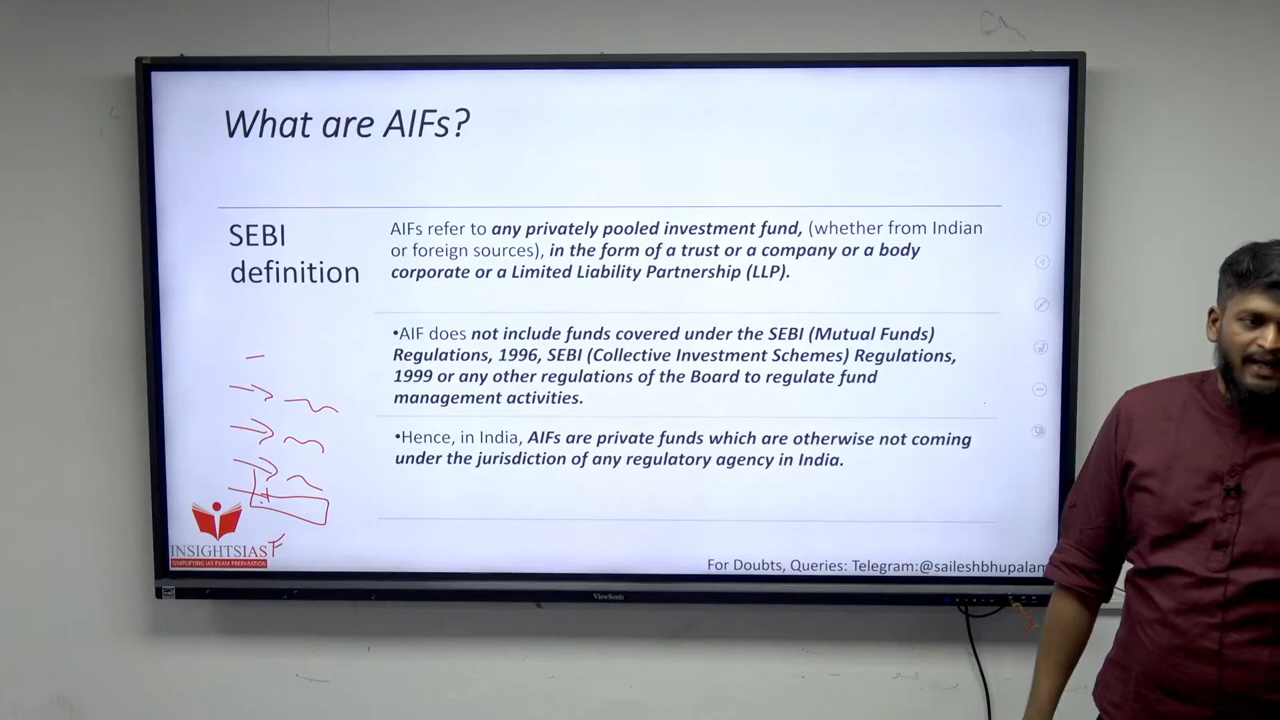 What are AIFs?
SEBI
definition
AIFs refer to any privately pooled investment fund, (whether from Indian
or foreign sources), in the form of a trust or a company or a body
corporate or a Limited Liability Partnership (LLP).
•AIF does not include funds covered under the SEBI (Mutual Funds)
Regulations, 1996, SEBI (Collective Investment Schemes) Regulations,
1999 or any other regulations of the Board to regulate fund
management activities.
•Hence, in India, AIFs are private funds which are otherwise not coming
under the jurisdiction of any regulatory agency in India.
INSIGHTSIAS
SIMPLIFYING IAS EXAM PREPARATION
F
For Doubts, Queries: Telegram:@saileshbhupalam
ViewSonic